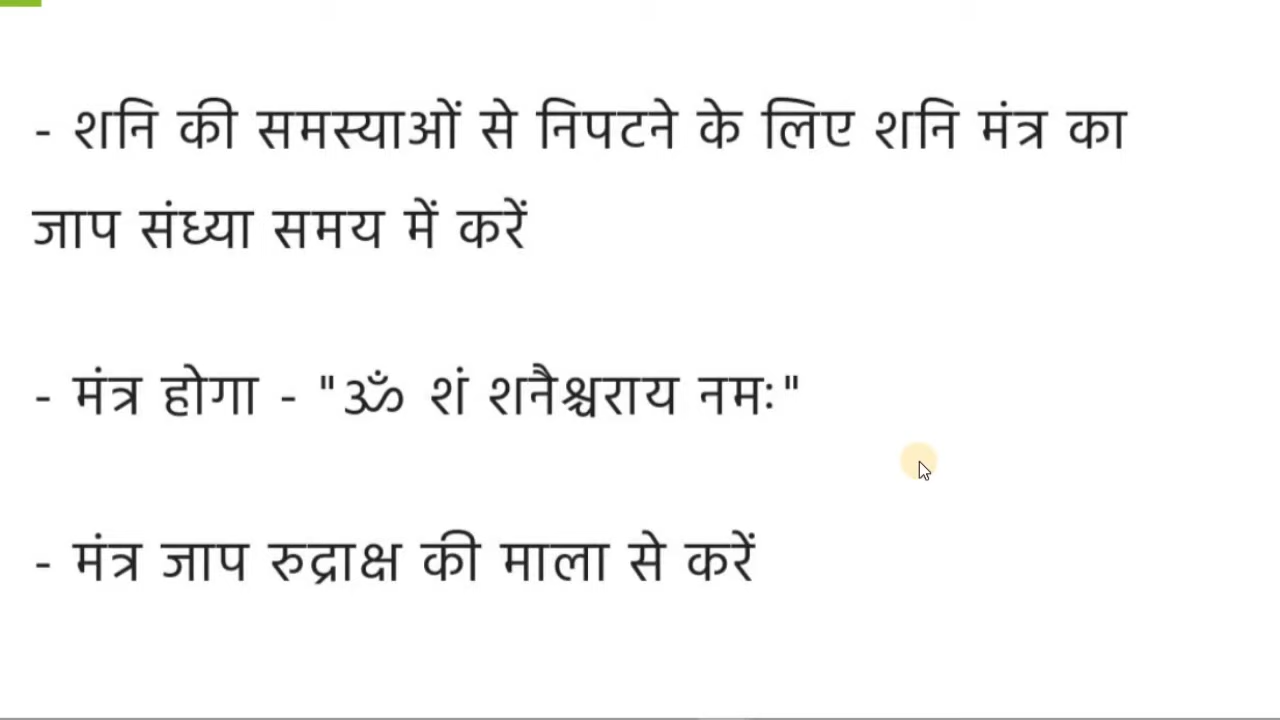 - शनि की समस्याओं से निपटने के लिए शनि मंत्र का
जाप संध्या समय में करें
- मंत्र होगा - "ॐ शं शनैश्चराय नमः"
- मंत्र जाप रुद्राक्ष की माला से करें